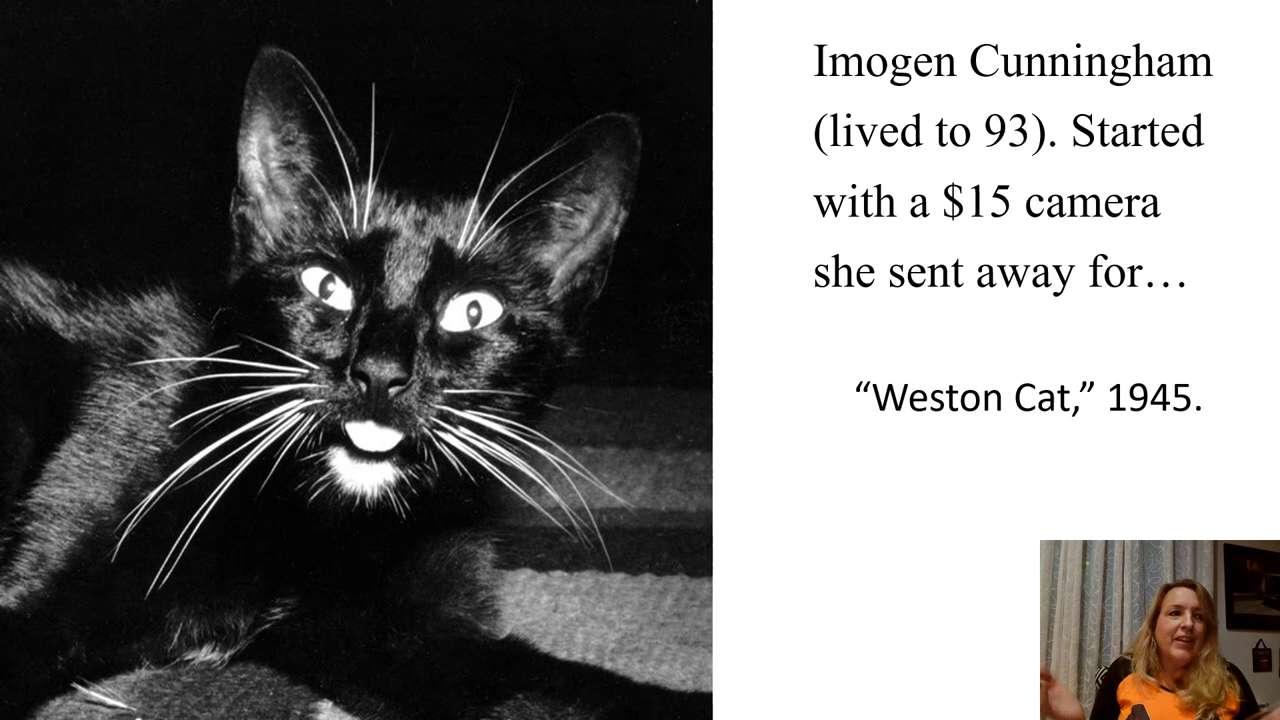 Imogen Cunningham
(lived to 93). Started
with a $15 camera
she sent away for…
“Weston Cat,” 1945.